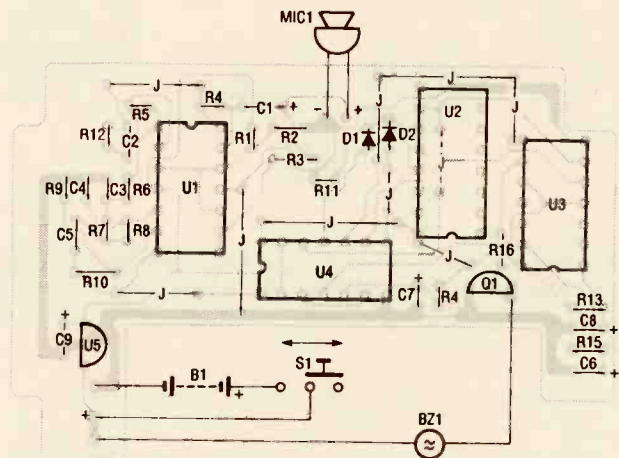 MIC1
J
J
J
R5
R4
C1
+
-
+
J
U2
J
R12
C2
R1
R2
D1
D2
U1
R3
J
R9
C4
C3
R6
R11
J
U3
C5
R7
R8
J
J
R16
J
U4
R10
J
C7
+
R4
Q1
R13
C8
+
R15
C6
+
+
C9
U5
B1
+
S1
+
BZ1
≈